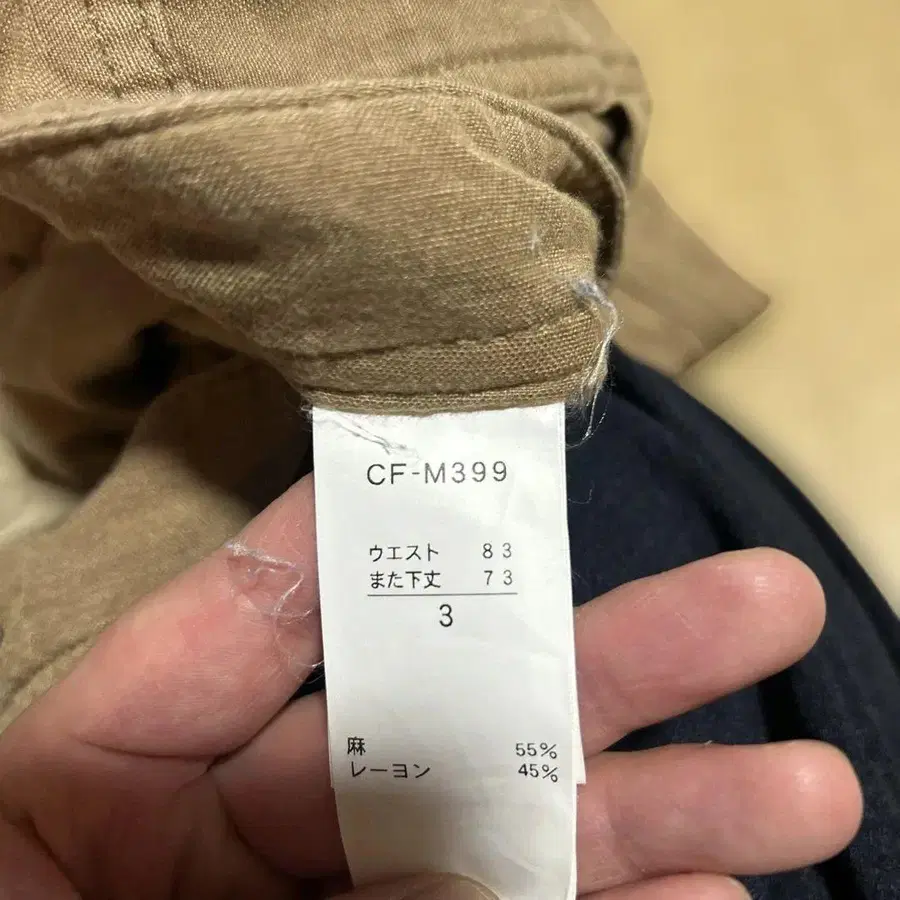 CF-M399
ウエスト 83
また下丈 73
3
麻 55%
レーヨン 45%